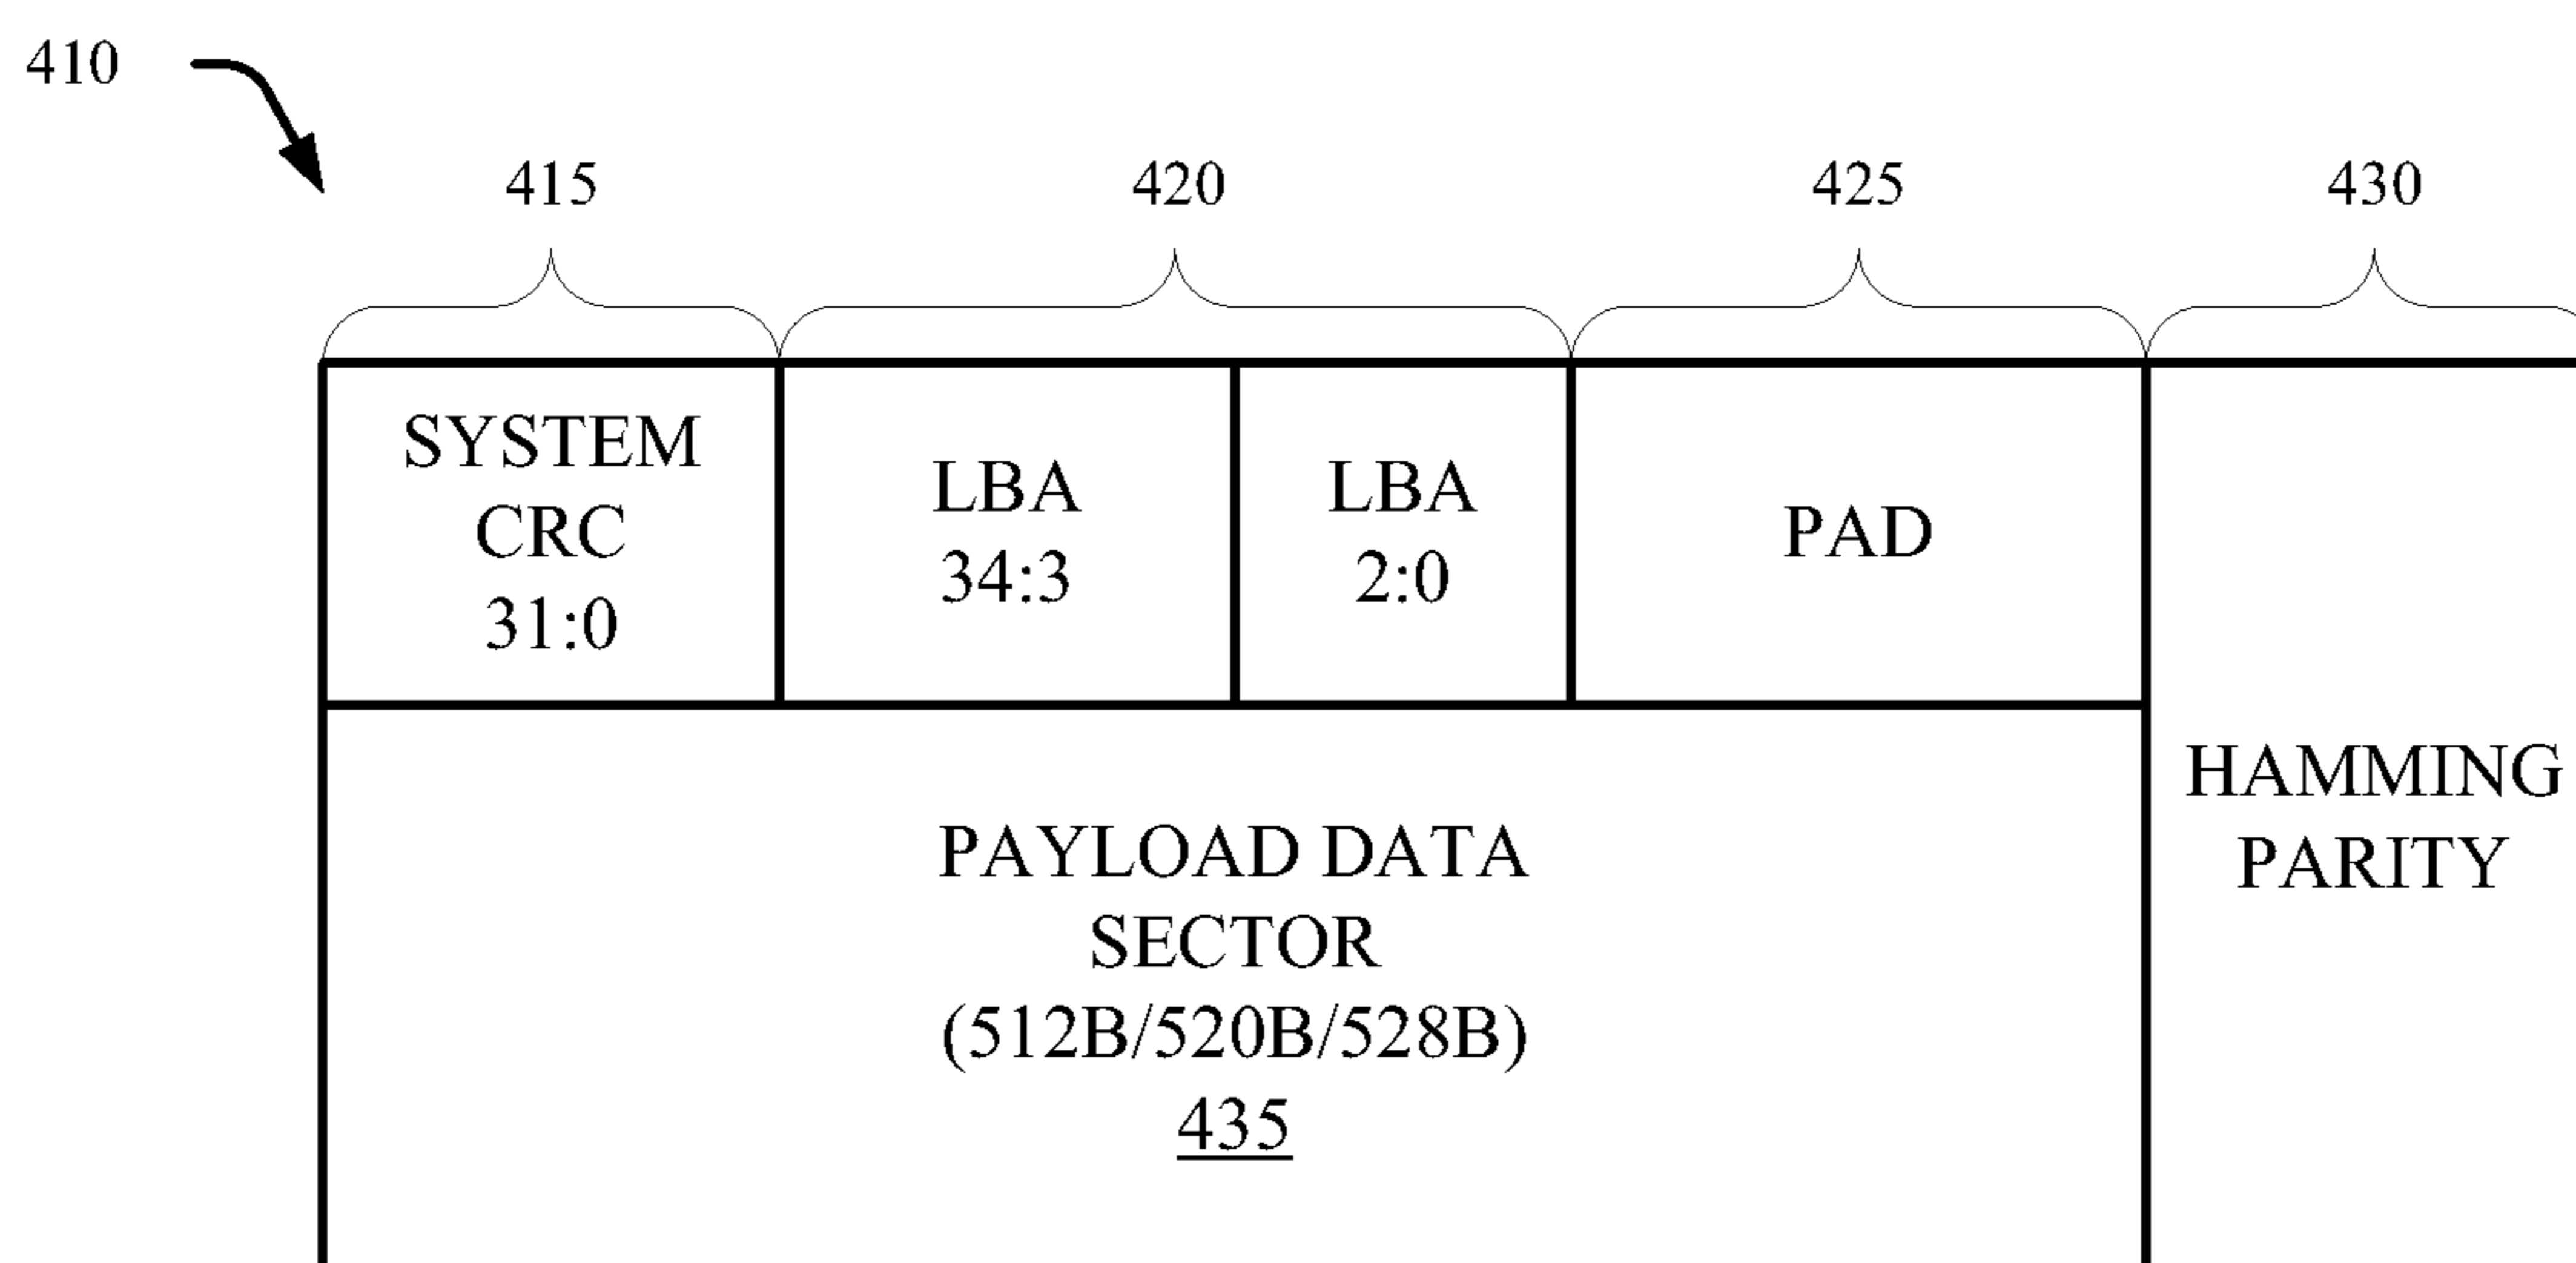 410
415
420
425
430
SYSTEM
CRC
31:0
LBA
34:3
LBA
2:0
PAD
HAMMING
PARITY
PAYLOAD DATA
SECTOR
(512B/520B/528B)
435